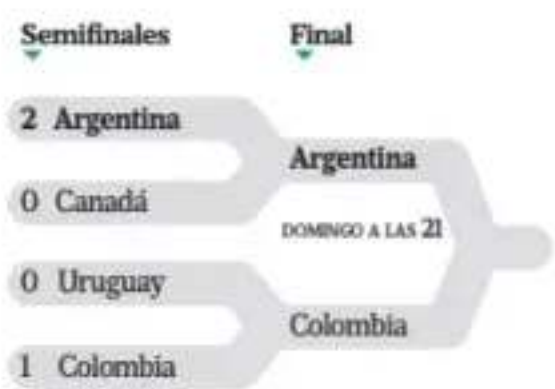 Semifinales
Final
2 Argentina
0 Canadá
Argentina
DOMINGO A LAS 21
0 Uruguay
1 Colombia
Colombia